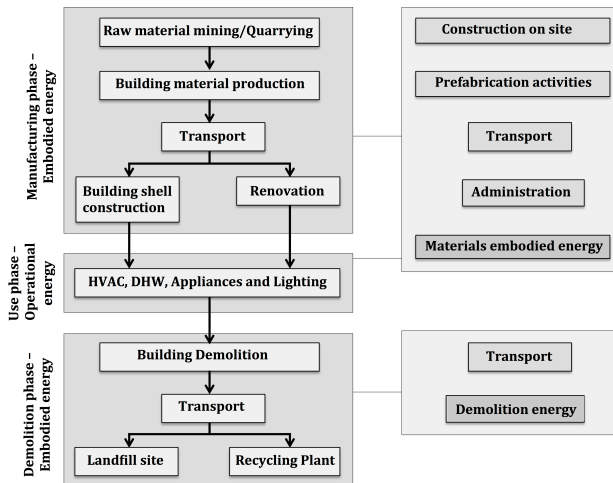 Manufacturing phase –
Embodied energy
Raw material mining/Quarrying
Building material production
Transport
Building shell
construction
Renovation
Construction on site
Prefabrication activities
Transport
Administration
Materials embodied energy
Use phase –
Operational
energy
HVAC, DHW, Appliances and Lighting
Demolition phase –
Embodied energy
Building Demolition
Transport
Landfill site
Recycling Plant
Transport
Demolition energy